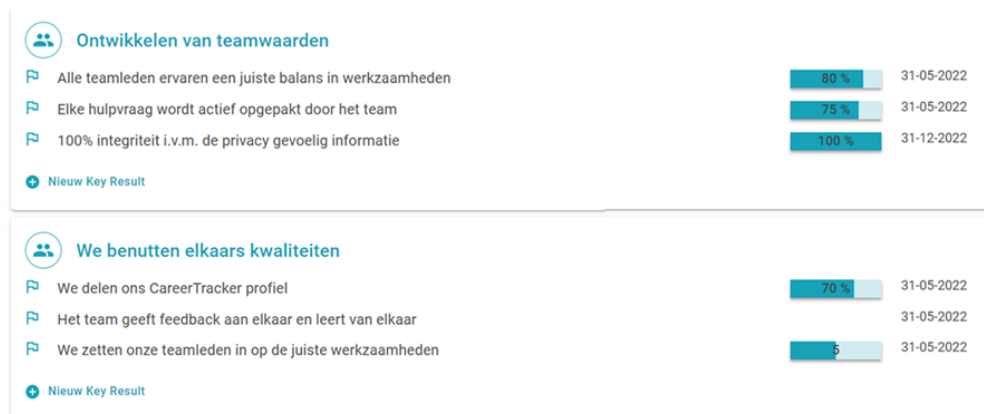 Ontwikkelen van teamwaarden
Alle teamleden ervaren een juiste balans in werkzaamheden 80 % 31-05-2022
Elke hulpvraag wordt actief opgepakt door het team 75 % 31-05-2022
100% integriteit i.v.m. de privacy gevoelig informatie 100 % 31-12-2022
Nieuw Key Result
We benutten elkaars kwaliteiten
We delen ons CareerTracker profiel 70 % 31-05-2022
Het team geeft feedback aan elkaar en leert van elkaar 31-05-2022
We zetten onze teamleden in op de juiste werkzaamheden 5 31-05-2022
Nieuw Key Result